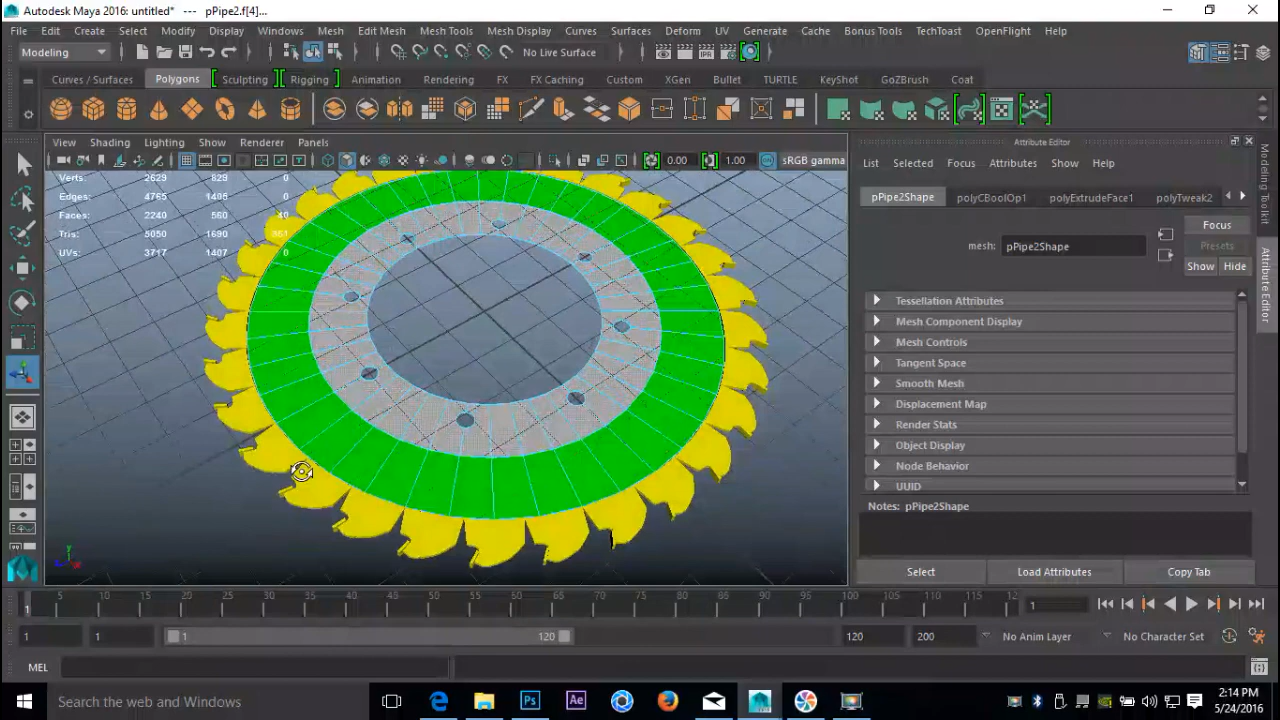 Autodesk Maya 2016: untitled*   ---   pPipe2.f[4]...
File Edit Create Select Modify Display Windows Mesh Edit Mesh Mesh Tools Mesh Display Curves Surfaces Deform UV Generate Cache Bonus Tools TechToast OpenFlight Help
Modeling No Live Surface
Curves / Surfaces Polygons Sculpting Rigging Animation Rendering FX FX Caching Custom XGen Bullet TURTLE KeyShot GoZBrush Coat
View Shading Lighting Show Renderer Panels
Attribute Editor
List Selected Focus Attributes Show Help
0.00 1.00 sRGB gamma
Verts: 2629 829 0
Edges: 4765 1406 0
Faces: 2240 560 40
Tris: 5050 1690 851
UVs: 3717 1407 0
pPipe2Shape polyCBoolOp1 polyExtrudeFace1 polyTweak2
Focus
mesh: pPipe2Shape Presets
Show Hide
Tessellation Attributes
Mesh Component Display
Mesh Controls
Tangent Space
Smooth Mesh
Displacement Map
Render Stats
Object Display
Node Behavior
UUID
Notes: pPipe2Shape
Select Load Attributes Copy Tab
Modeling Toolkit
Attribute Editor
1 5 10 15 20 25 30 35 40 45 50 55 60 65 70 75 80 85 90 95 100 105 110 115 12 1
1 1 1 120 120 200 No Anim Layer No Character Set
MEL
Search the web and Windows
2:14 PM
5/24/2016